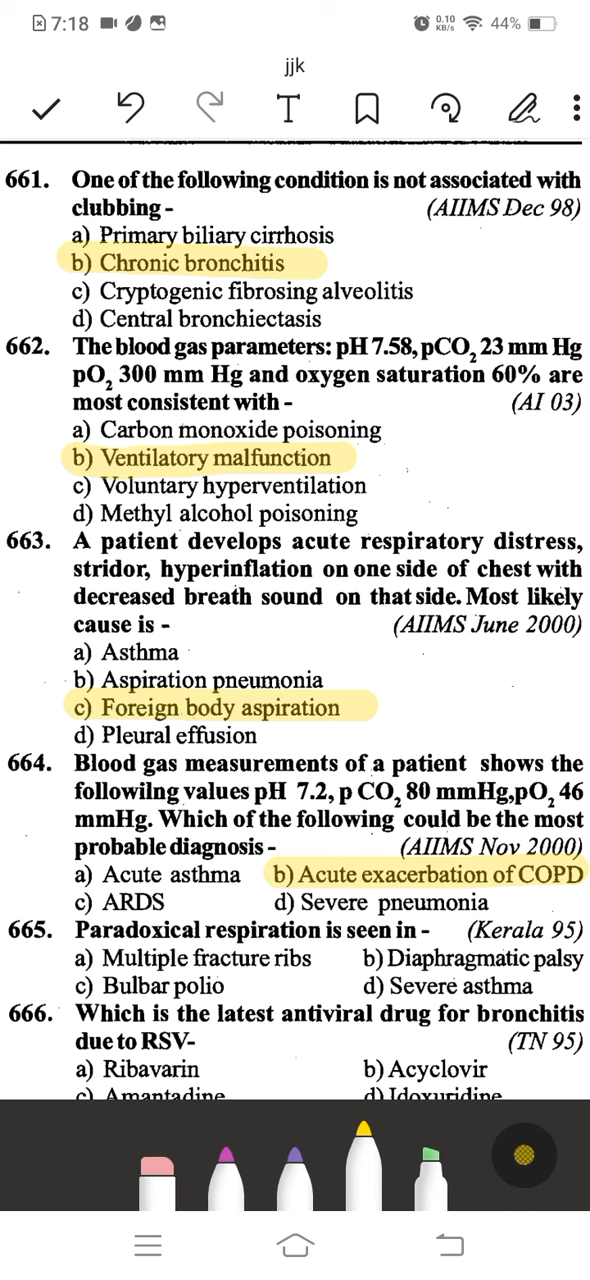 7:18
0.10
KB/s
44%
jjk
661. One of the following condition is not associated with
clubbing - (AIIMS Dec 98)
a) Primary biliary cirrhosis
b) Chronic bronchitis
c) Cryptogenic fibrosing alveolitis
d) Central bronchiectasis
662. The blood gas parameters: pH 7.58, pCO₂ 23 mm Hg
pO₂ 300 mm Hg and oxygen saturation 60% are
most consistent with - (AI 03)
a) Carbon monoxide poisoning
b) Ventilatory malfunction
c) Voluntary hyperventilation
d) Methyl alcohol poisoning
663. A patient develops acute respiratory distress,
stridor, hyperinflation on one side of chest with
decreased breath sound on that side. Most likely
cause is - (AIIMS June 2000)
a) Asthma
b) Aspiration pneumonia
c) Foreign body aspiration
d) Pleural effusion
664. Blood gas measurements of a patient shows the
followilng values pH 7.2, p CO₂ 80 mmHg,pO₂ 46
mmHg. Which of the following could be the most
probable diagnosis - (AIIMS Nov 2000)
a) Acute asthma b) Acute exacerbation of COPD
c) ARDS d) Severe pneumonia
665. Paradoxical respiration is seen in - (Kerala 95)
a) Multiple fracture ribs b) Diaphragmatic palsy
c) Bulbar polio d) Severe asthma
666. Which is the latest antiviral drug for bronchitis
due to RSV- (TN 95)
a) Ribavarin b) Acyclovir
c) Amantadine d) Idoxuridine